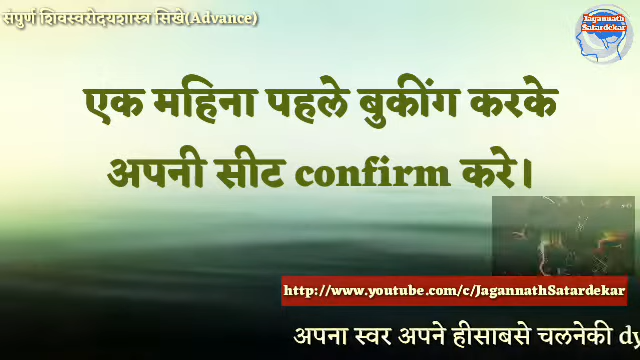 संपुर्ण शिवस्वरोदयशास्त्र सिखे(Advance)
Jagannath
Satardekar
एक महिना पहले बुकींग करके
अपनी सीट confirm करे।
http://www.youtube.com/c/JagannathSatardekar
अपना स्वर अपने हीसाबसे चलनेकी